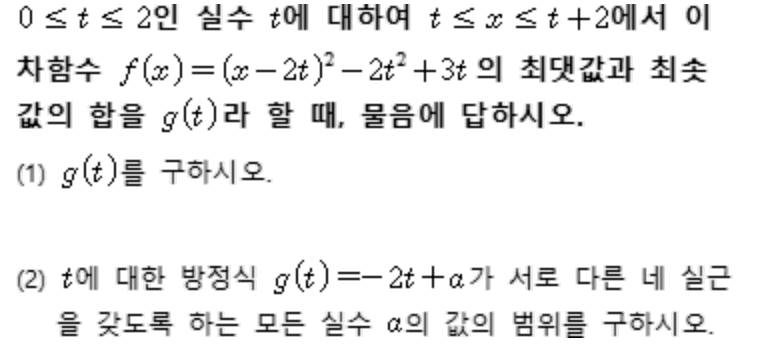 0 ≤ t ≤ 2인 실수 t에 대하여 t ≤ x ≤ t+2에서 이
차함수 f(x)=(x-2t)²-2t²+3t의 최댓값과 최솟
값의 합을 g(t)라 할 때, 물음에 답하시오.
(1) g(t)를 구하시오.
(2) t에 대한 방정식 g(t)=-2t+a가 서로 다른 네 실근
을 갖도록 하는 모든 실수 a의 값의 범위를 구하시오.